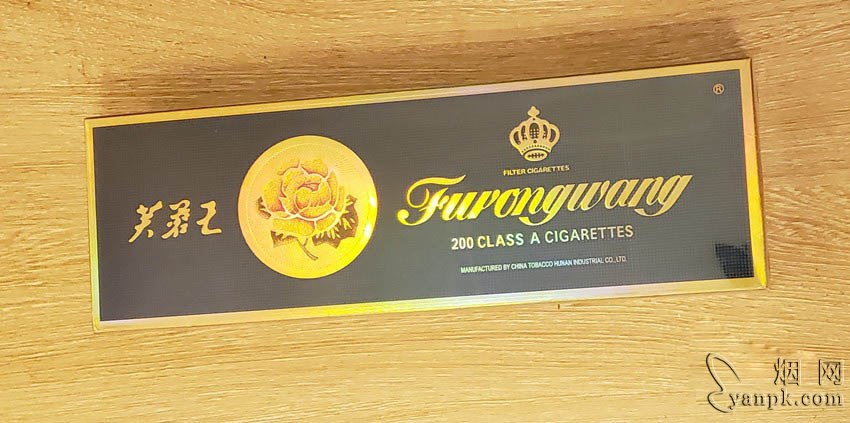 芙蓉王
FILTER CIGARETTES
Furongwang
®
200 CLASS A CIGARETTES
MANUFACTURED BY CHINA TOBACCO HUNAN INDUSTRIAL CO.,LTD.
烟网
yanpk.com